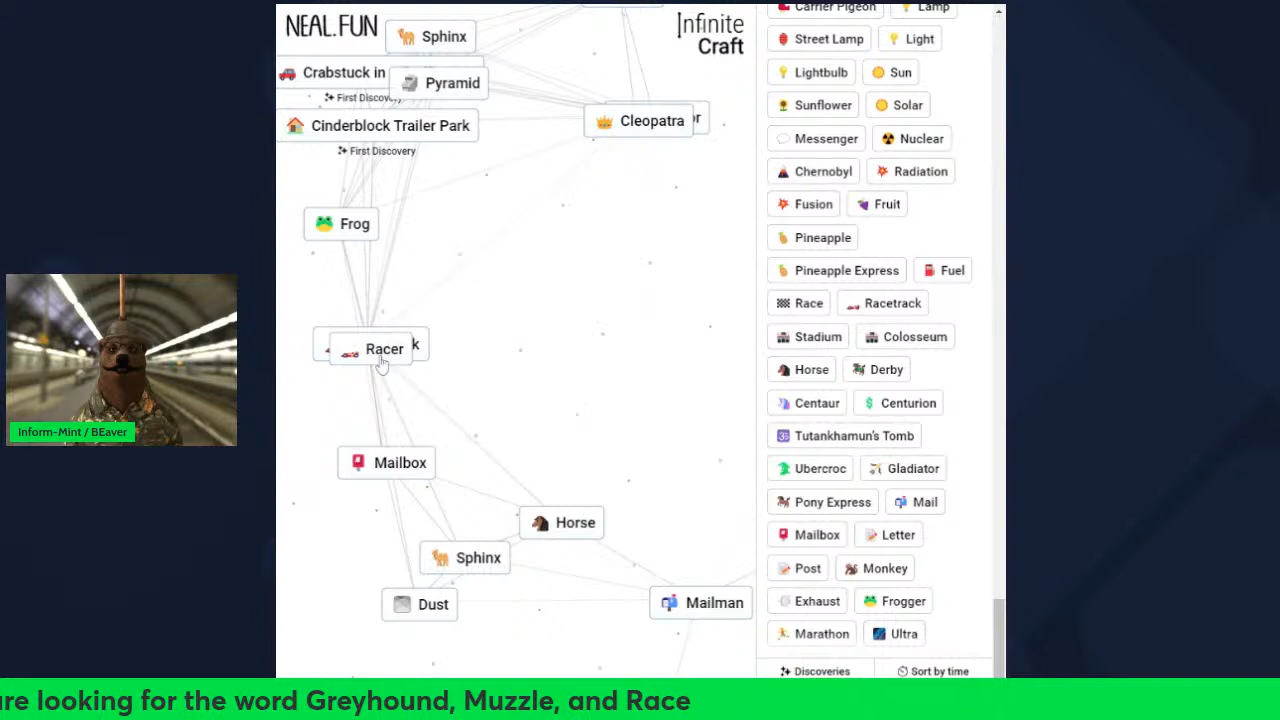 NEAL.FUN
Infinite
Craft
Sphinx
Crabstuck in
First Discovery
Pyramid
Cinderblock Trailer Park
First Discovery
Cleopatra
Frog
Racer
Mailbox
Horse
Sphinx
Dust
Mailman
Inform-Mint / BEaver
Carrier Pigeon
Lamp
Street Lamp
Light
Lightbulb
Sun
Sunflower
Solar
Messenger
Nuclear
Chernobyl
Radiation
Fusion
Fruit
Pineapple
Pineapple Express
Fuel
Race
Racetrack
Stadium
Colosseum
Horse
Derby
Centaur
Centurion
Tutankhamun's Tomb
Ubercroc
Gladiator
Pony Express
Mail
Mailbox
Letter
Post
Monkey
Exhaust
Frogger
Marathon
Ultra
Discoveries
Sort by time
are looking for the word Greyhound, Muzzle, and Race